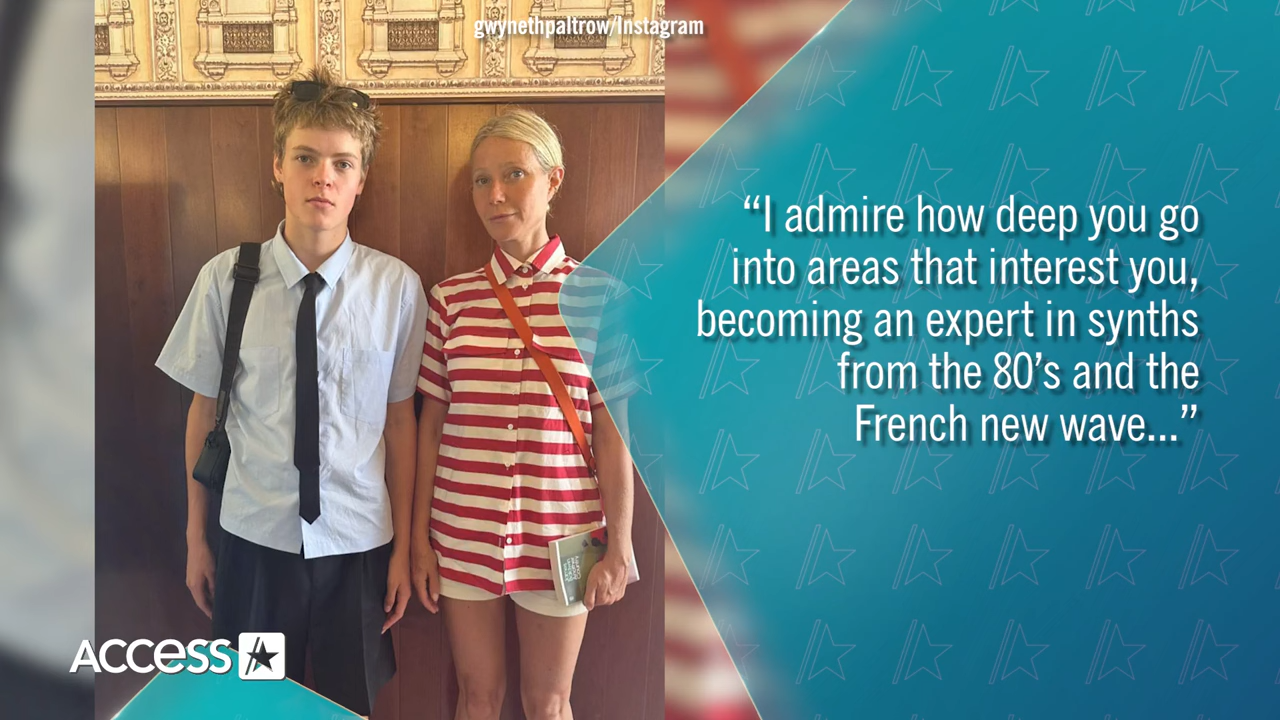 gwynethpaltrow/Instagram
“I admire how deep you go
into areas that interest you,
becoming an expert in synths
from the 80’s and the
French new wave...”
ACCESS